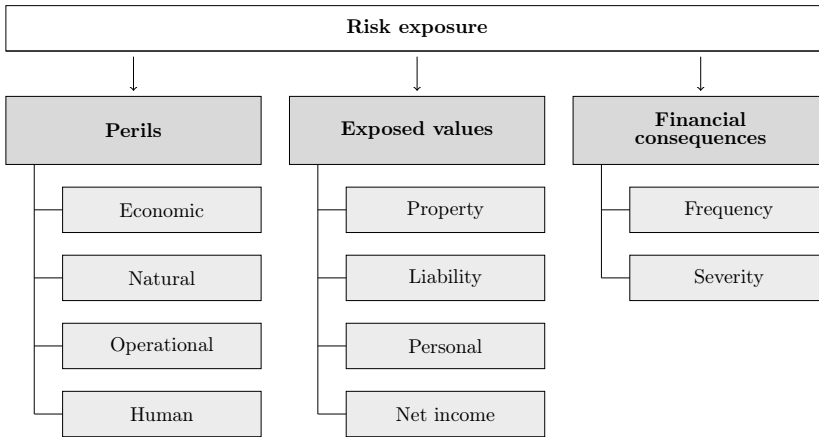 Risk exposure
Perils
Economic
Natural
Operational
Human
Exposed values
Property
Liability
Personal
Net income
Financial
consequences
Frequency
Severity